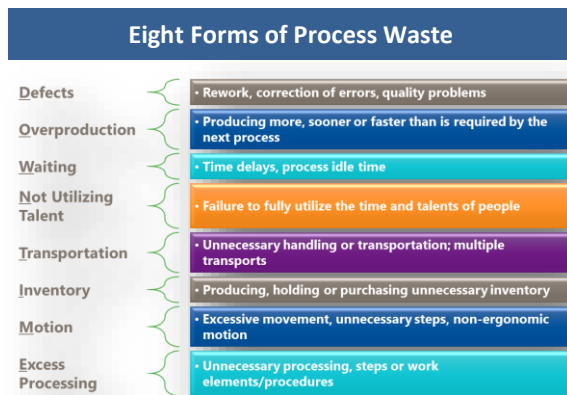 Eight Forms of Process Waste
Defects
• Rework, correction of errors, quality problems
Overproduction
• Producing more, sooner or faster than is required by the
next process
Waiting
• Time delays, process idle time
Not Utilizing
Talent
• Failure to fully utilize the time and talents of people
Transportation
• Unnecessary handling or transportation; multiple
transports
Inventory
• Producing, holding or purchasing unnecessary inventory
Motion
• Excessive movement, unnecessary steps, non-ergonomic
motion
Excess
Processing
• Unnecessary processing, steps or work
elements/procedures